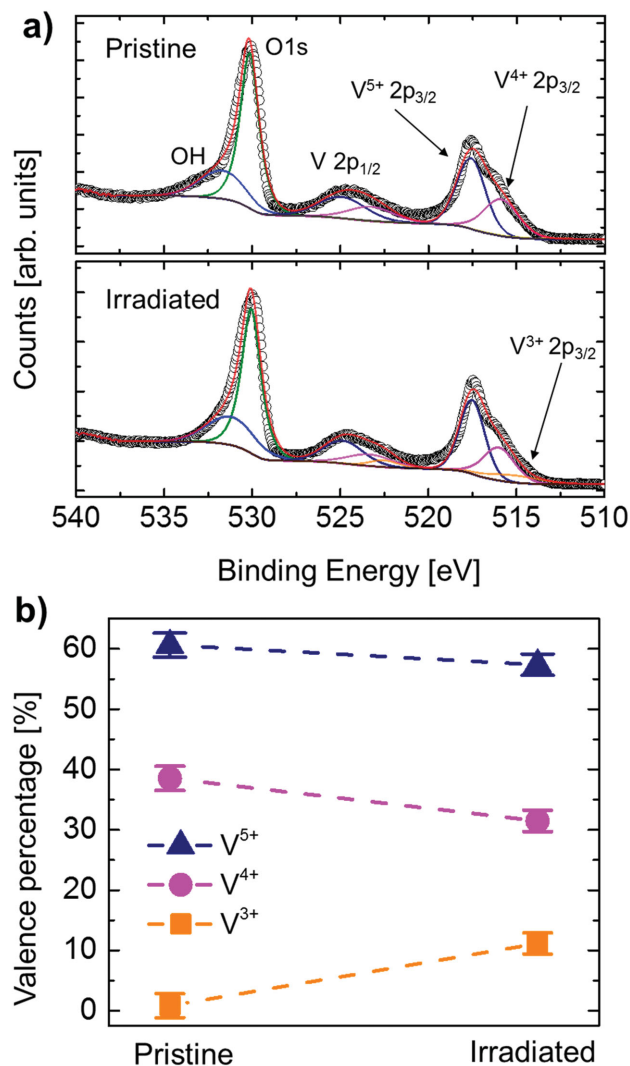 a)
Pristine
O1s
OH
V 2p1/2
V5+ 2p3/2
V4+ 2p3/2
Irradiated
V3+ 2p3/2
Counts [arb. units]
540 535 530 525 520 515 510
Binding Energy [eV]
b)
Valence percentage [%]
60
50
40
30
20
10
0
V5+
V4+
V3+
Pristine Irradiated